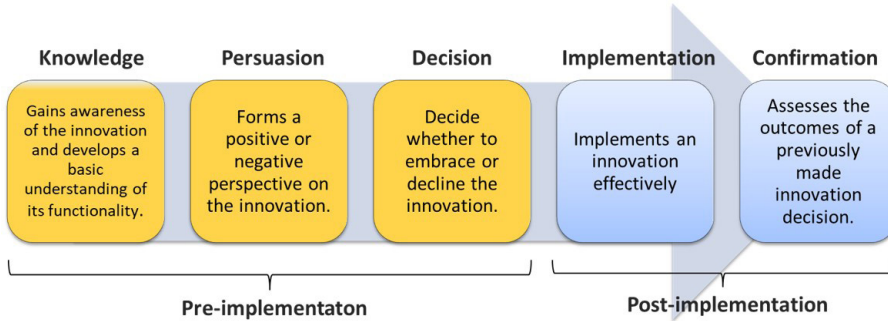 Knowledge
Persuasion
Decision
Implementation
Confirmation
Gains awareness
of the innovation
and develops a
basic
understanding of
its functionality.
Forms a
positive or
negative
perspective on
the innovation.
Decide
whether to
embrace or
decline the
innovation.
Implements an
innovation
effectively
Assesses the
outcomes of a
previously
made
innovation
decision.
Pre-implementaton
Post-implementation